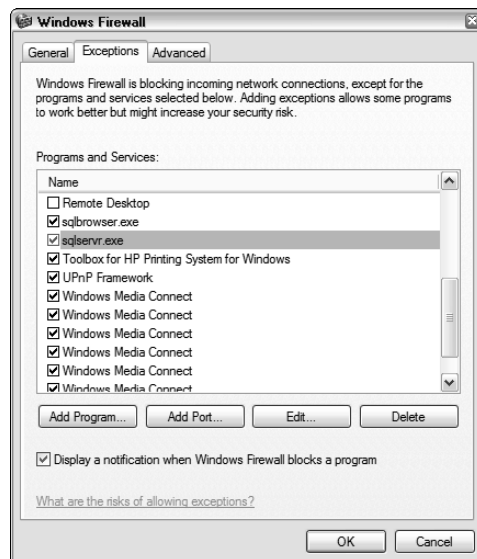 Windows Firewall
General Exceptions Advanced
Windows Firewall is blocking incoming network connections, except for the
programs and services selected below. Adding exceptions allows some programs
to work better but might increase your security risk.
Programs and Services:
Name
Remote Desktop
sqlbrowser.exe
sqlservr.exe
Toolbox for HP Printing System for Windows
UPnP Framework
Windows Media Connect
Windows Media Connect
Windows Media Connect
Windows Media Connect
Windows Media Connect
Windows Media Connect
Add Program... Add Port... Edit... Delete
Display a notification when Windows Firewall blocks a program
What are the risks of allowing exceptions?
OK Cancel